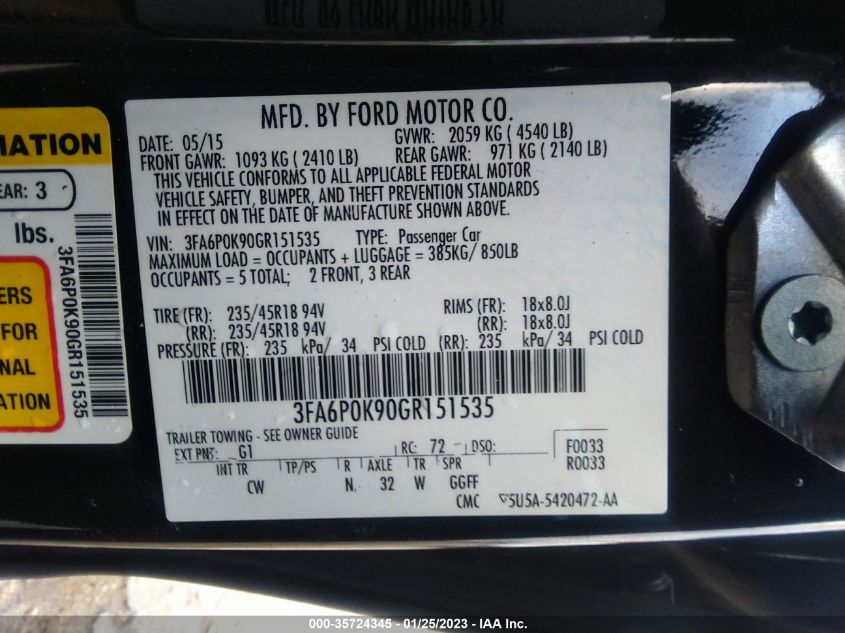 MATION
EAR: 3
lbs.
ERS
FOR
NAL
ATION
3FA6P0K90GR151535
MFD. BY FORD MOTOR CO.
DATE: 05/15 GVWR: 2059 KG ( 4540 LB)
FRONT GAWR: 1093 KG ( 2410 LB) REAR GAWR: 971 KG ( 2140 LB)
THIS VEHICLE CONFORMS TO ALL APPLICABLE FEDERAL MOTOR
VEHICLE SAFETY, BUMPER, AND THEFT PREVENTION STANDARDS
IN EFFECT ON THE DATE OF MANUFACTURE SHOWN ABOVE.
VIN: 3FA6P0K90GR151535 TYPE: Passenger Car
MAXIMUM LOAD = OCCUPANTS + LUGGAGE = 385KG/ 850LB
OCCUPANTS = 5 TOTAL; 2 FRONT, 3 REAR
TIRE (FR): 235/45R18 94V RIMS (FR): 18x8.0J
(RR): 235/45R18 94V (RR): 18x8.0J
PRESSURE (FR): 235 kPa/ 34 PSI COLD (RR): 235 kPa/ 34 PSI COLD
3FA6P0K90GR151535
TRAILER TOWING - SEE OWNER GUIDE
EXT PNT: G1 RC: 72 DSO: F0033
R0033
INT TR TP/PS R AXLE TR SPR
CW N. 32 W GGFF
CMC ▽5U5A-5420472-AA
000-35724345 - 01/25/2023 - IAA Inc.